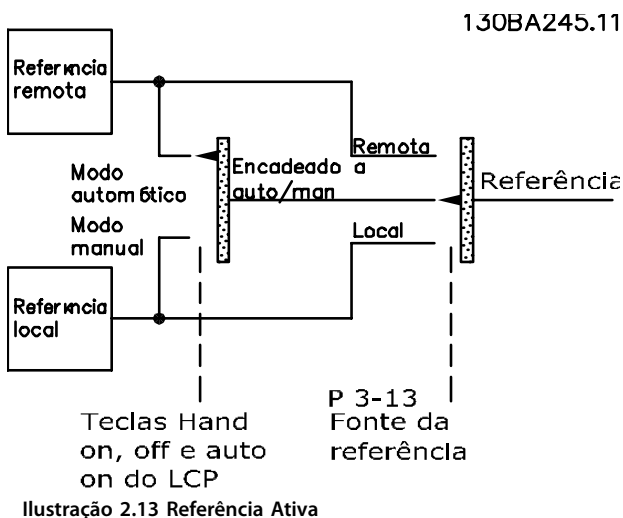 130BA245.11
Referência
remota
Remota
Encadeado a
auto/man
Modo
automático
Referência
Modo
manual
Local
Referência
local
P 3-13
Fonte da
referência
Teclas Hand
on, off e auto
on do LCP
Ilustração 2.13 Referência Ativa